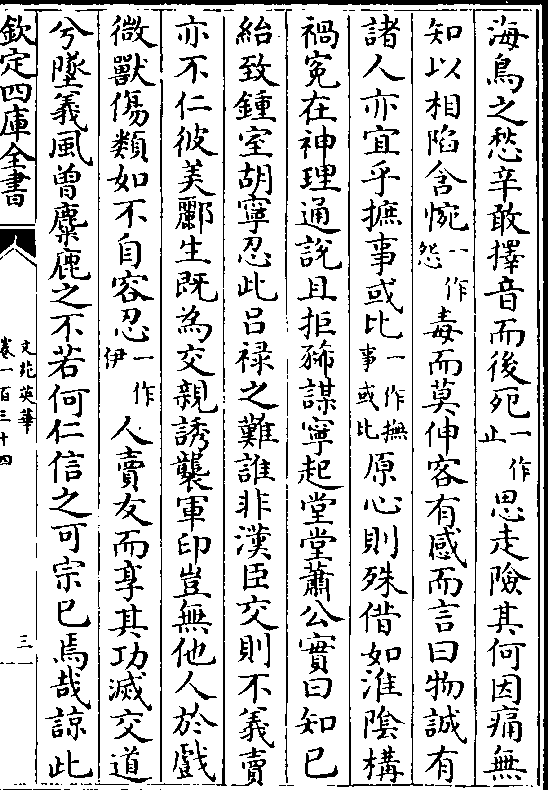 海鳥之愁辛敢擇音而後死一作止思走險其何因痛無
知以相陷含惋一作怨毒而莫伸客有感而言曰物誠有
諸人亦宜乎摭事或比一作撫事或比原心則殊借如淮陰構
禍寃在神理通說且拒豨謀寧起堂堂蕭公實曰知已
紿致鍾室胡寧忍此呂禄之難誰非漢臣交則不義賣
亦不仁彼美酈生既為交親誘襲軍印豈無他人於戲
微獸傷類如不自容忍一作伊人賣友而享其功滅交道
兮墜義風曽麋鹿之不若何仁信之可宗已焉哉諒此
欽定四庫全書
文苑英華
卷一百三十四
三